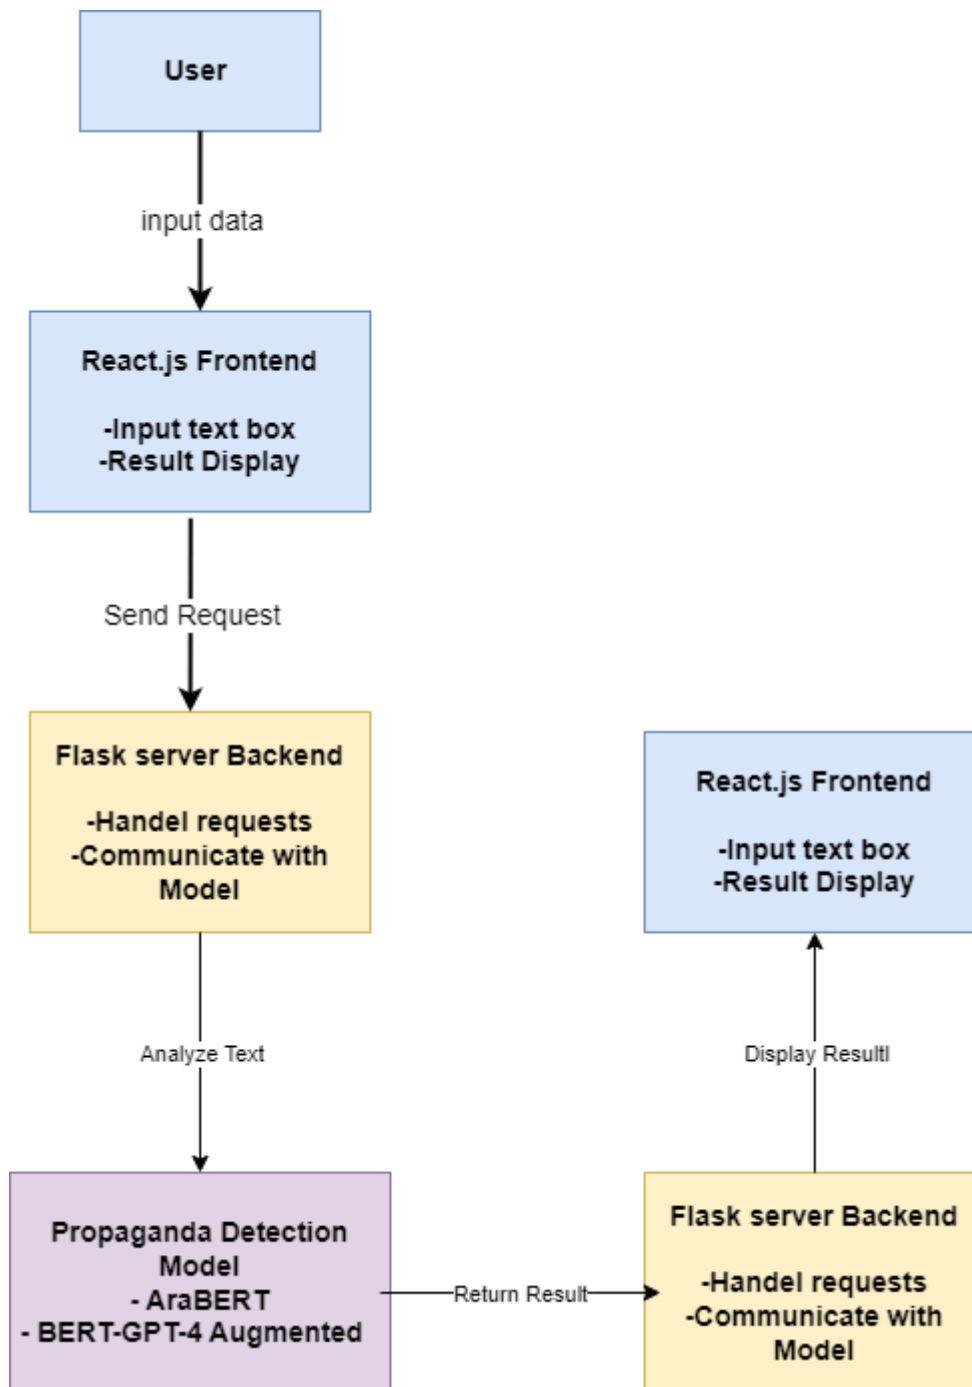 User
input data
React.js Frontend
-Input text box
-Result Display
Send Request
Flask server Backend
-Handel requests
-Communicate with
Model
Analyze Text
Propaganda Detection
Model
- AraBERT
- BERT-GPT-4 Augmented
Return Result
Flask server Backend
-Handel requests
-Communicate with
Model
Display Resultl
React.js Frontend
-Input text box
-Result Display